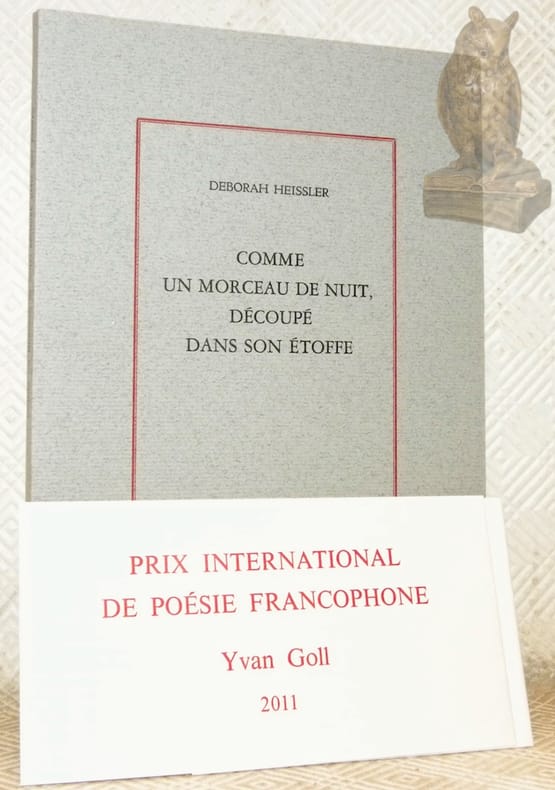 DEBORAH HEISSLER
COMME
UN MORCEAU DE NUIT,
DÉCOUPÉ
DANS SON ÉTOFFE
PRIX INTERNATIONAL
DE POÉSIE FRANCOPHONE
Yvan Goll
2011